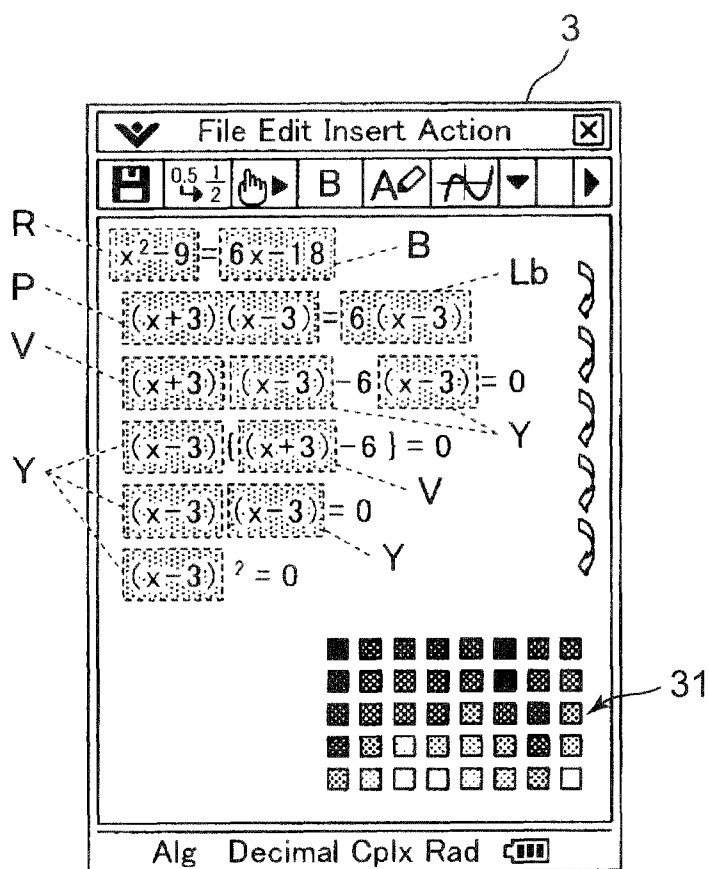 3
File Edit Insert Action
0.5 1/2 B A
R x²-9=6x-18 B
P (x+3)(x-3)=6(x-3) Lb
V (x+3)(x-3)-6(x-3)=0 Y
Y (x-3){(x+3)-6}=0 V
(x-3)(x-3)=0 Y
(x-3)²=0
31
Alg Decimal Cplx Rad